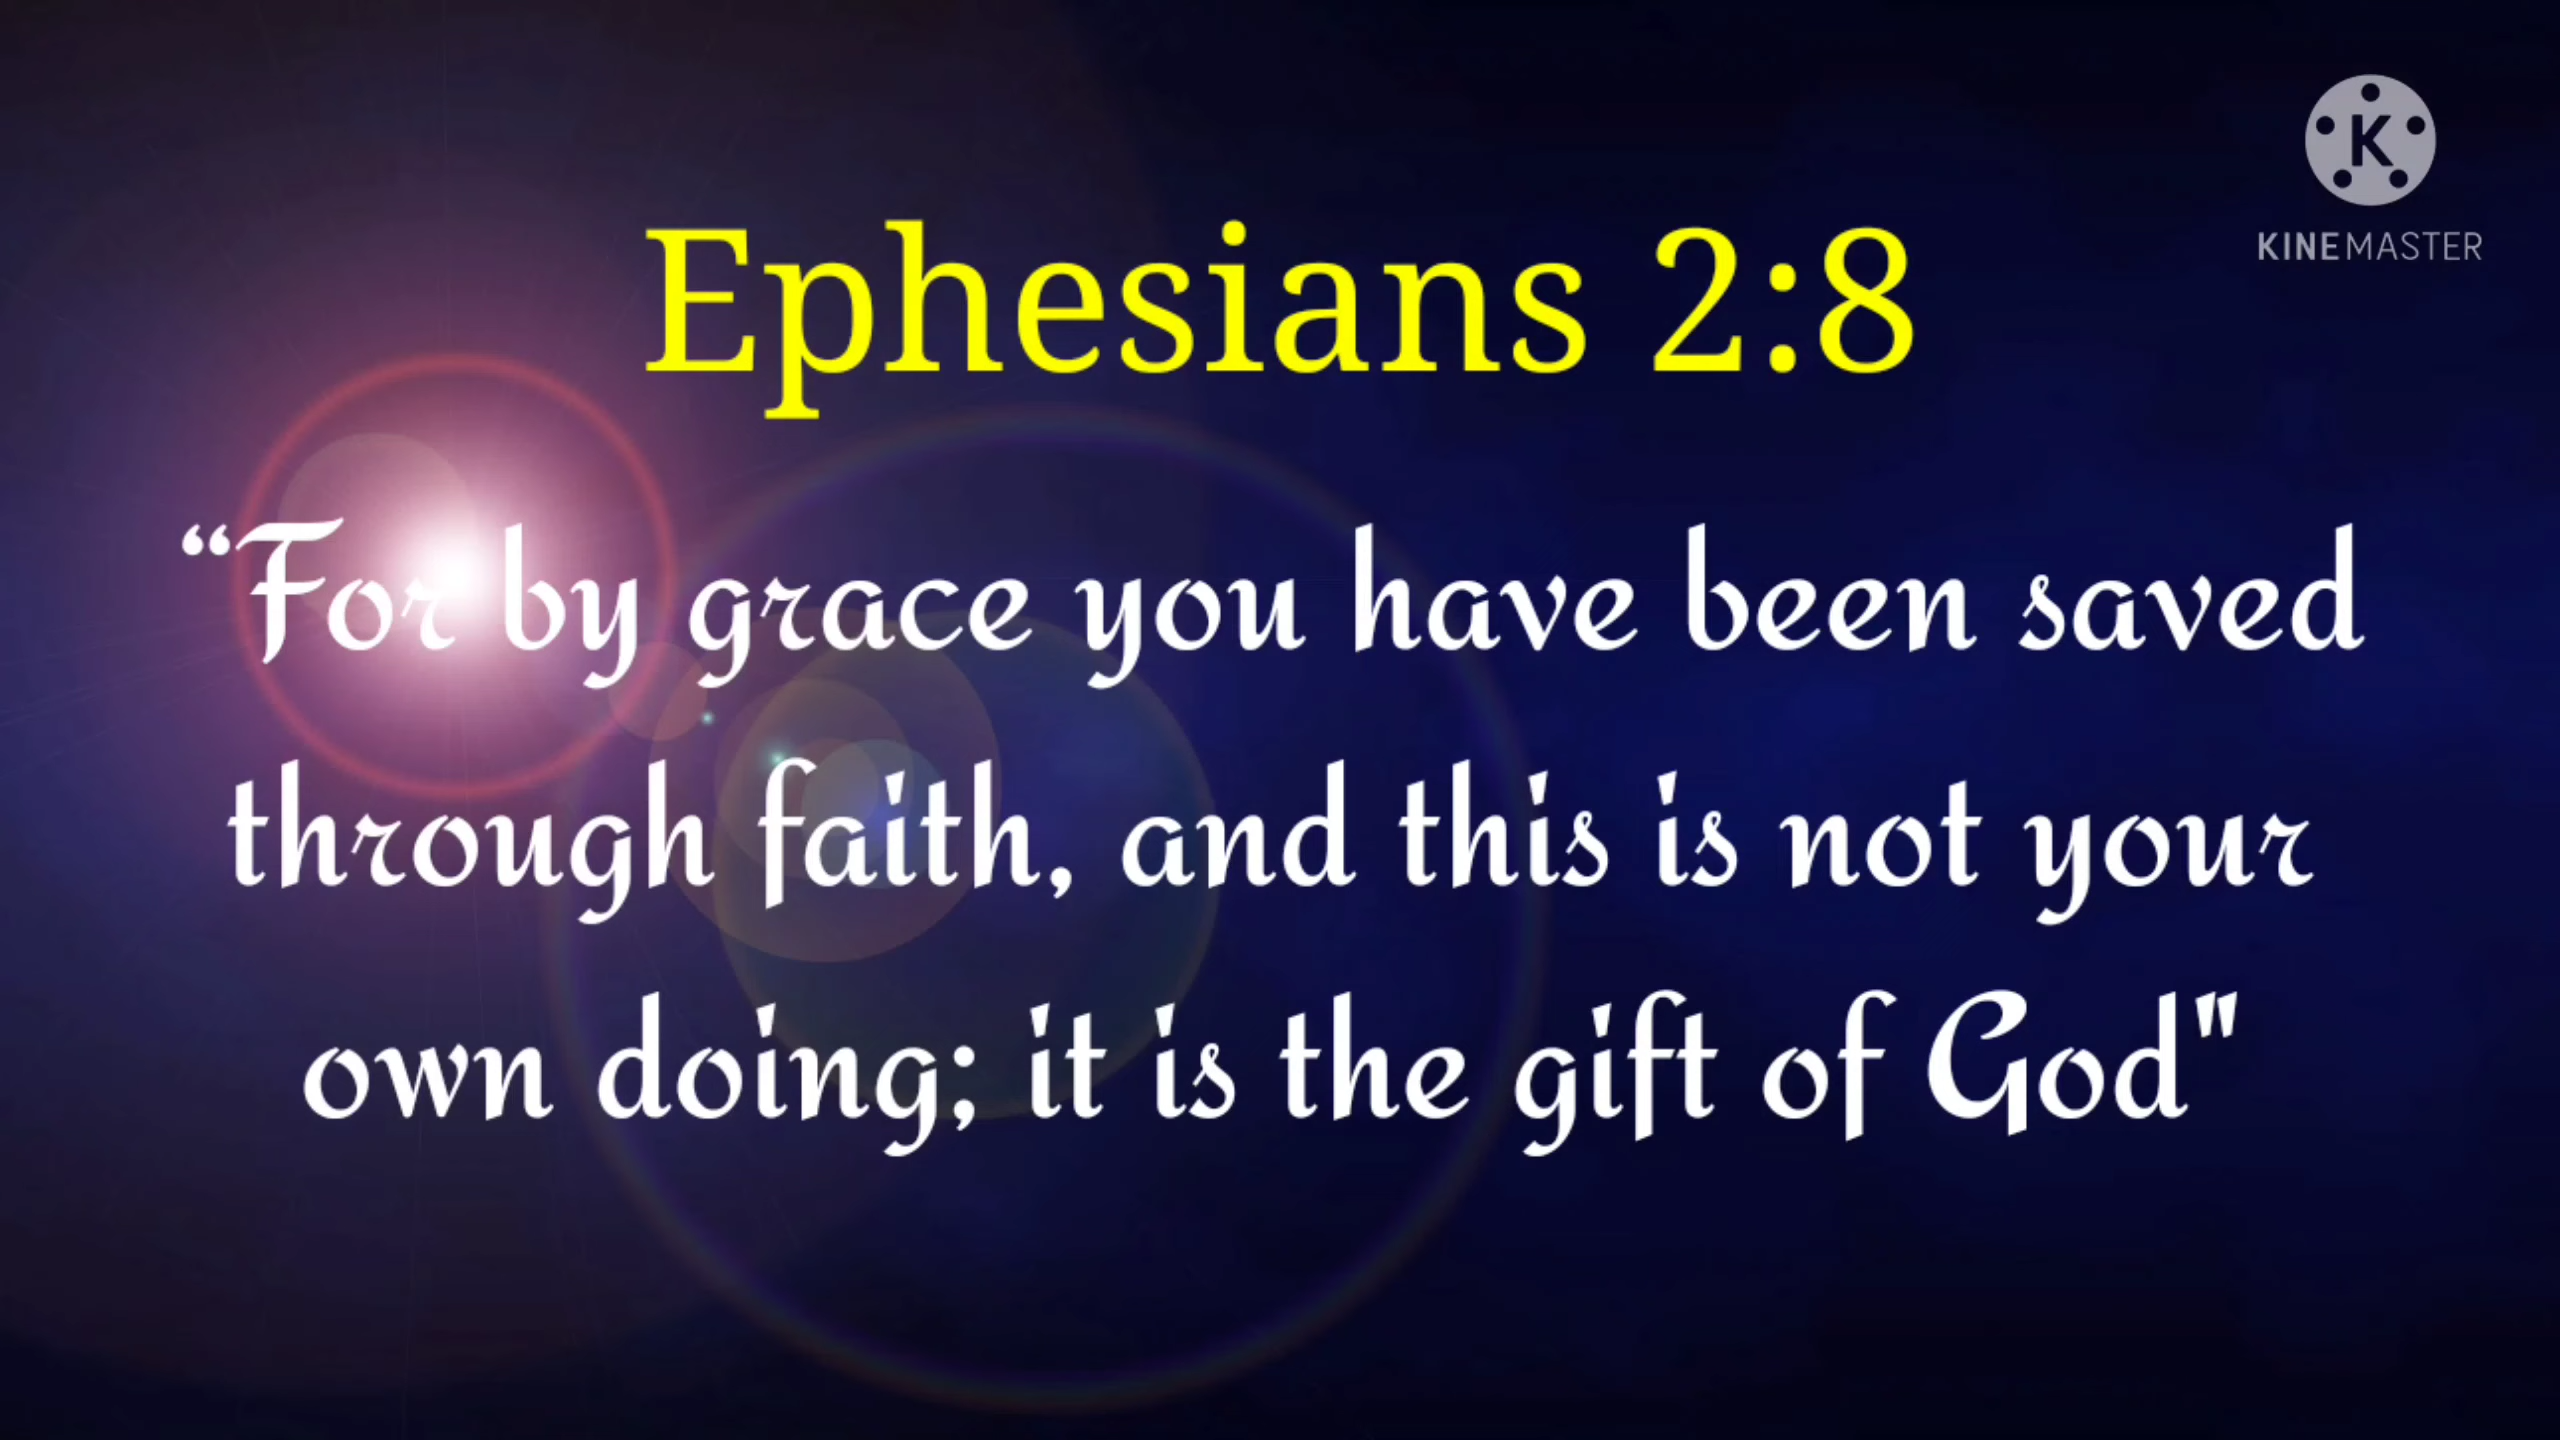 K
KINEMASTER
Ephesians 2:8
“For by grace you have been saved
through faith, and this is not your
own doing; it is the gift of God"